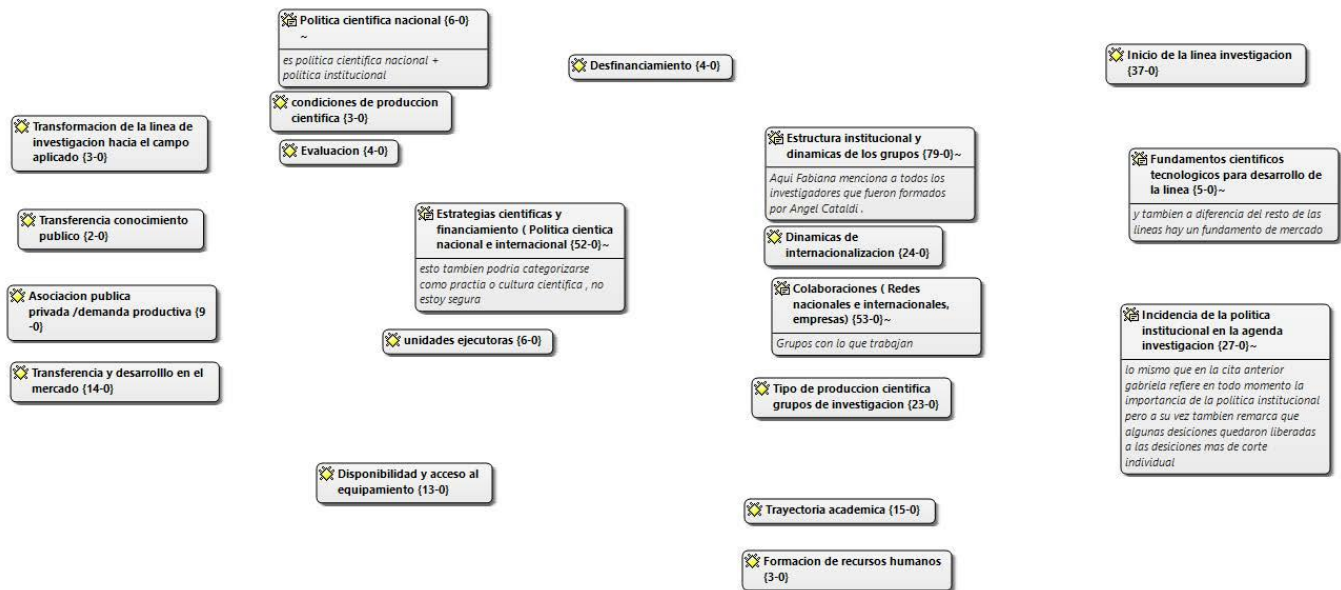 Politica cientifica nacional {6-0}
~
es politica cientifica nacional +
politica institucional
condiciones de produccion
cientifica {3-0}
Evaluacion {4-0}
Desfinanciamiento {4-0}
Inicio de la linea investigacion
{37-0}
Transformacion de la linea de
investigacion hacia el campo
aplicado {3-0}
Transferencia conocimiento
publico {2-0}
Asociacion publica
privada /demanda productiva {9
-0}
Transferencia y desarrolllo en el
mercado {14-0}
Estrategias cientificas y
financiamiento ( Politica cientica
nacional e internacional {52-0}~
esto tambien podria categorizarse
como practia o cultura cientifica , no
estoy segura
unidades ejecutoras {6-0}
Disponibilidad y acceso al
equipamiento {13-0}
Estructura institucional y
dinamicas de los grupos {79-0}~
Aqui Fabiana menciona a todos los
investigadores que fueron formados
por Angel Cataldi .
Dinamicas de
internacionalizacion {24-0}
Colaboraciones ( Redes
nacionales e internacionales,
empresas) {53-0}~
Grupos con lo que trabajan
Tipo de produccion cientifica
grupos de investigacion {23-0}
Trayectoria academica {15-0}
Formacion de recursos humanos
{3-0}
Fundamentos cientificos
tecnologicos para desarrollo de
la linea {5-0}~
y tambien a diferencia del resto de las
lineas hay un fundamento de mercado
Incidencia de la politica
institucional en la agenda
investigacion {27-0}~
lo mismo que en la cita anterior
gabriela refiere en todo momento la
importancia de la politica institucional
pero a su vez tambien remarca que
algunas desiciones quedaron liberadas
a las desiciones mas de corte
individual